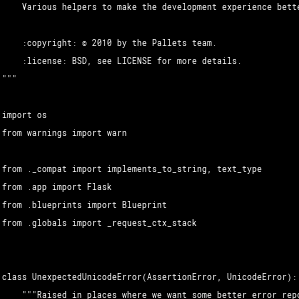 Various helpers to make the development experience
:copyright: © 2010 by the Pallets team.
:license: BSD, see LICENSE for more details.
"""
import os
from warnings import warn
from ._compat import implements_to_string, text_type
from .app import Flask
from .blueprints import Blueprint
from .globals import _request_ctx_stack
class UnexpectedUnicodeError(AssertionError, UnicodeError):
"""Raised in places where we want some better error